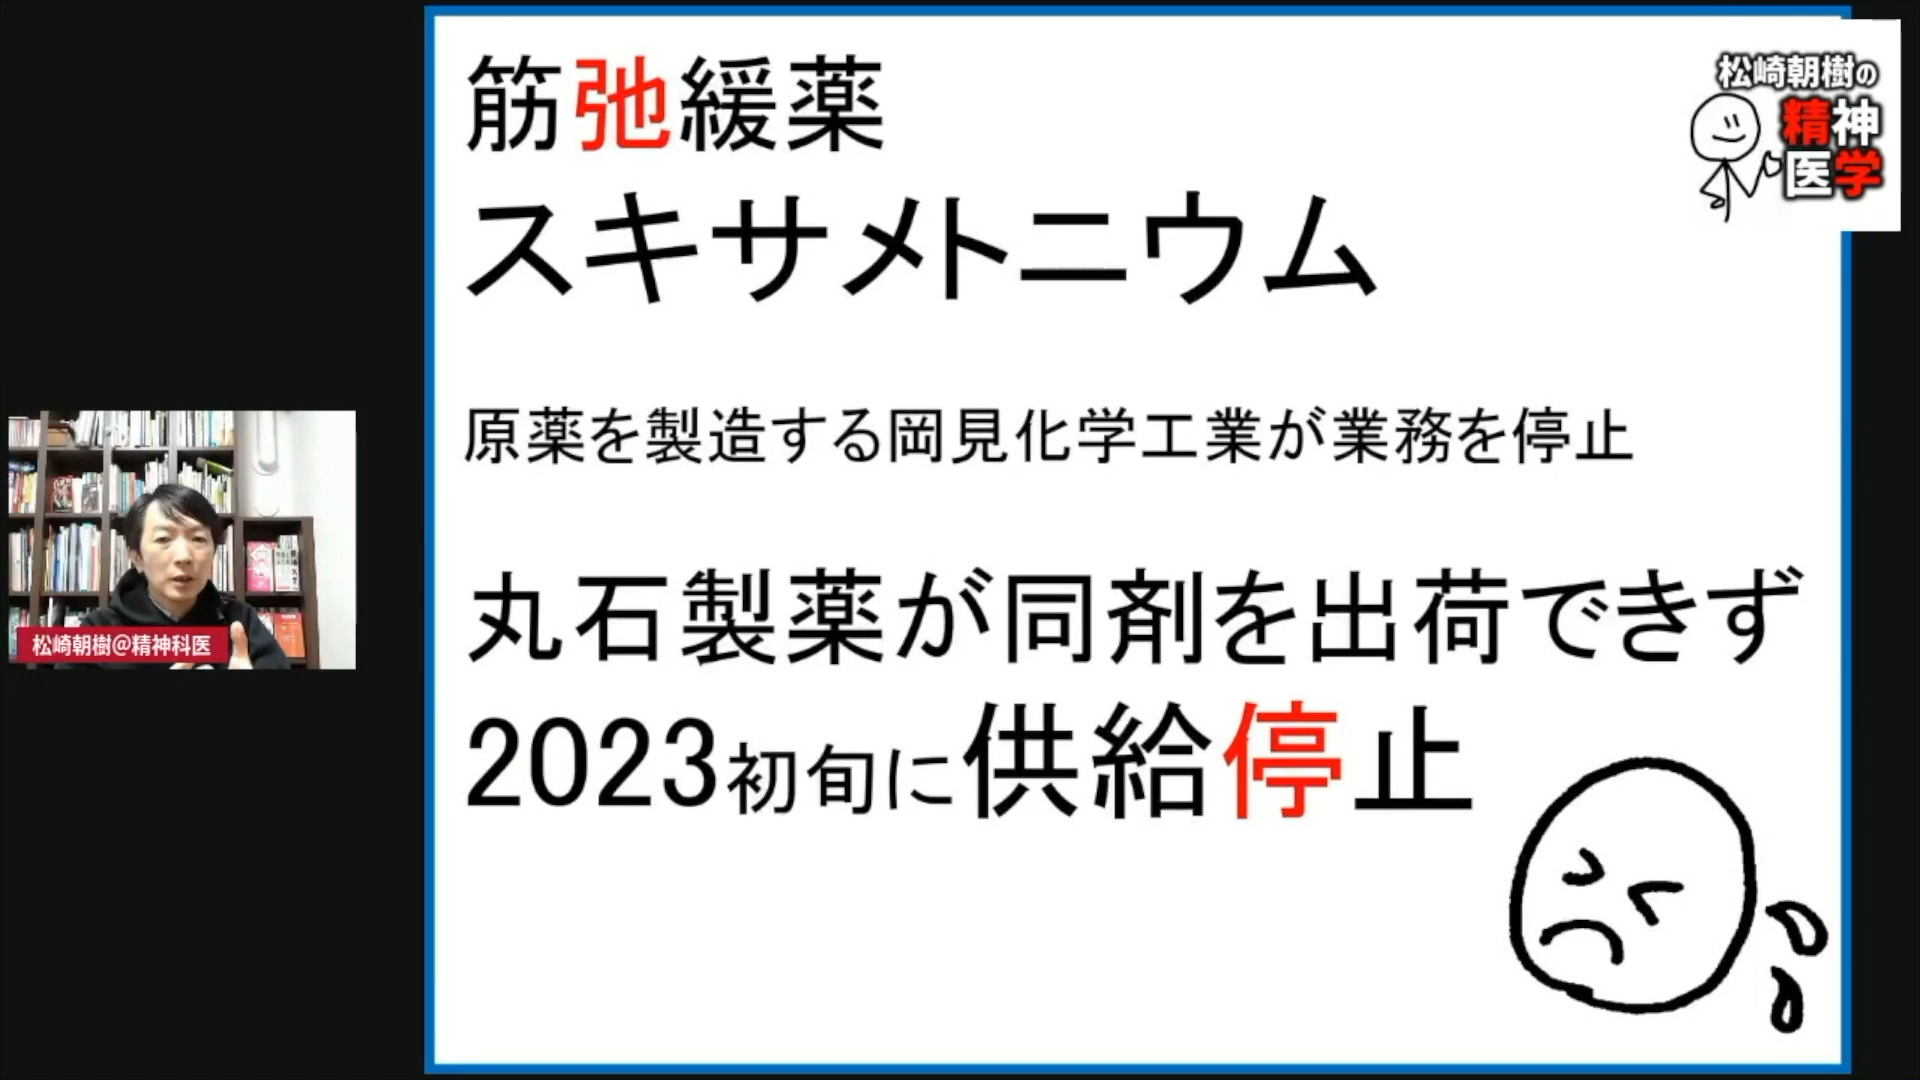 筋弛緩薬
スキサメトニウム
原薬を製造する岡見化学工業が業務を停止
丸石製薬が同剤を出荷できず
2023初旬に供給停止
松崎朝樹の
精神
医学
松崎朝樹@精神科医